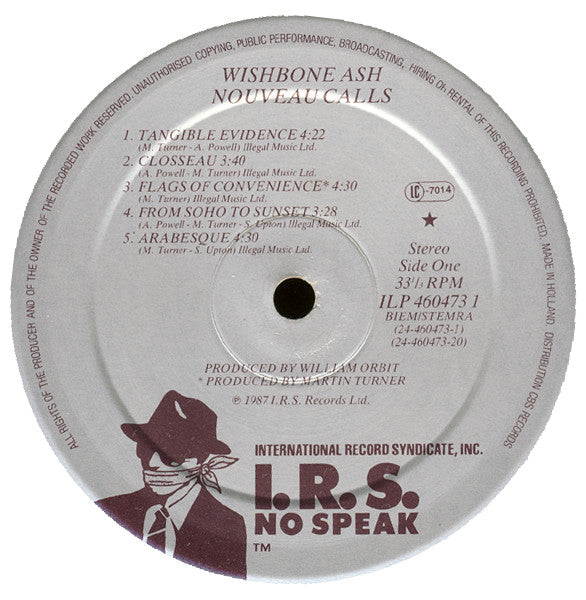 ALL RIGHTS OF THE PRODUCER AND OF THE OWNER OF THE RECORDED WORK RESERVED. UNAUTHORISED COPYING, PUBLIC PERFORMANCE, BROADCASTING, HIRING OR RENTAL OF THIS RECORDING PROHIBITED. MADE IN HOLLAND. DISTRIBUTION CBS RECORDS
WISHBONE ASH
NOUVEAU CALLS
1. TANGIBLE EVIDENCE 4:22
(M. Turner - A. Powell) Illegal Music Ltd.
2. CLOSSEAU 3:40
(A. Powell - M. Turner) Illegal Music Ltd.
3. FLAGS OF CONVENIENCE* 4:30
(M. Turner) Illegal Music Ltd.
4. FROM SOHO TO SUNSET 3:28
(A. Powell - M. Turner - S. Upton) Illegal Music Ltd.
5. ARABESQUE 4:30
(M. Turner - S. Upton) Illegal Music Ltd.
LC-7014
★
Stereo
Side One
33⅓ RPM
ILP 460473 1
BIEM/STEMRA
(24-460473-1)
(24-460473-20)
PRODUCED BY WILLIAM ORBIT
* PRODUCED BY MARTIN TURNER
℗ 1987 I.R.S. Records Ltd.
INTERNATIONAL RECORD SYNDICATE, INC.
I.R.S.
NO SPEAK
TM